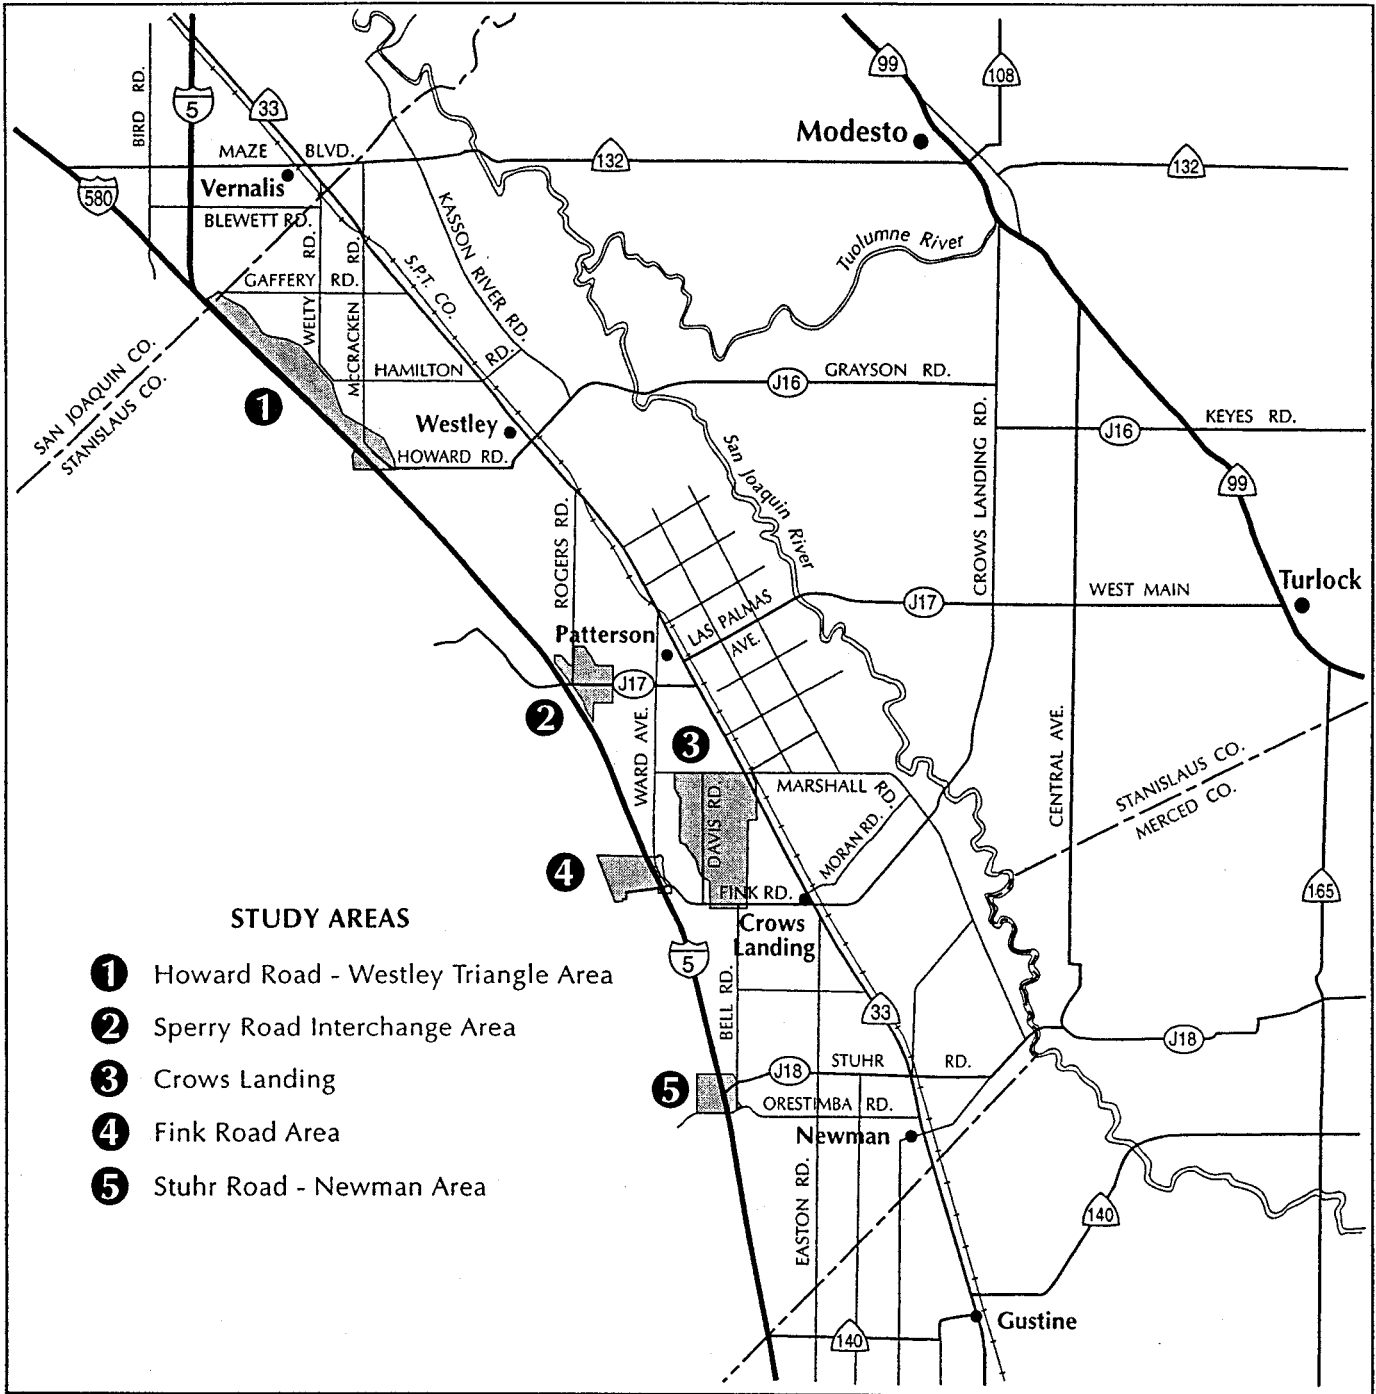 99
108
BIRD RD.
5
33
Modesto
MAZE BLVD.
132
132
Vernalis
580
BLEWETT RD.
KASSON RIVER RD.
Tuolumne River
S.P.T. CO.
GAFFERY RD.
WELTY RD.
MCCRACKEN RD.
SAN JOAQUIN CO.
STANISLAUS CO.
HAMILTON RD.
J16
GRAYSON RD.
1
Westley
CROWS LANDING RD.
J16
KEYES RD.
HOWARD RD.
San Joaquin River
99
ROGERS RD.
Turlock
WEST MAIN
J17
LAS PALMAS AVE.
Patterson
J17
2
WARD AVE.
3
CENTRAL AVE.
STANISLAUS CO.
MERCED CO.
MARSHALL RD.
DAVIS RD.
MORAN RD.
4
FINK RD.
165
Crows
Landing
STUDY AREAS
1 Howard Road - Westley Triangle Area
2 Sperry Road Interchange Area
3 Crows Landing
4 Fink Road Area
5 Stuhr Road - Newman Area
5
BELL RD.
33
J18
STUHR RD.
J18
5
ORESTIMBA RD.
Newman
EASTON RD.
140
Gustine
140